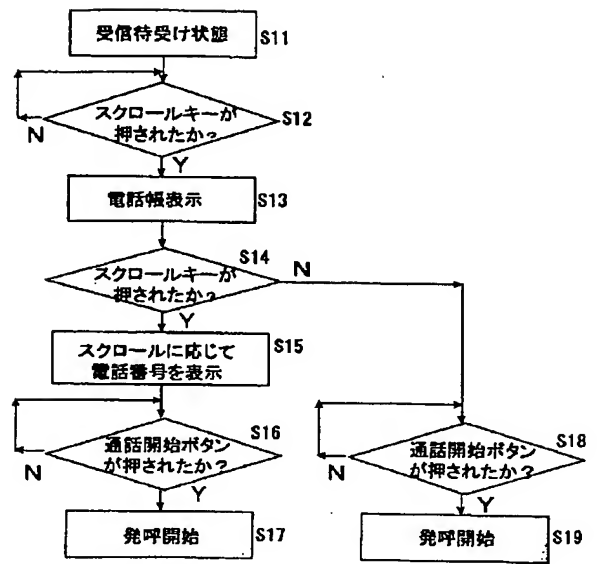 受信待受け状態
S11
スクロールキーが
押されたか?
S12
N
Y
電話帳表示
S13
S14
スクロールキーが
押されたか?
N
Y
スクロールに応じて
電話番号を表示
S15
通話開始ボタン
が押されたか?
S16
N
Y
発呼開始
S17
通話開始ボタン
が押されたか?
S18
N
Y
発呼開始
S19